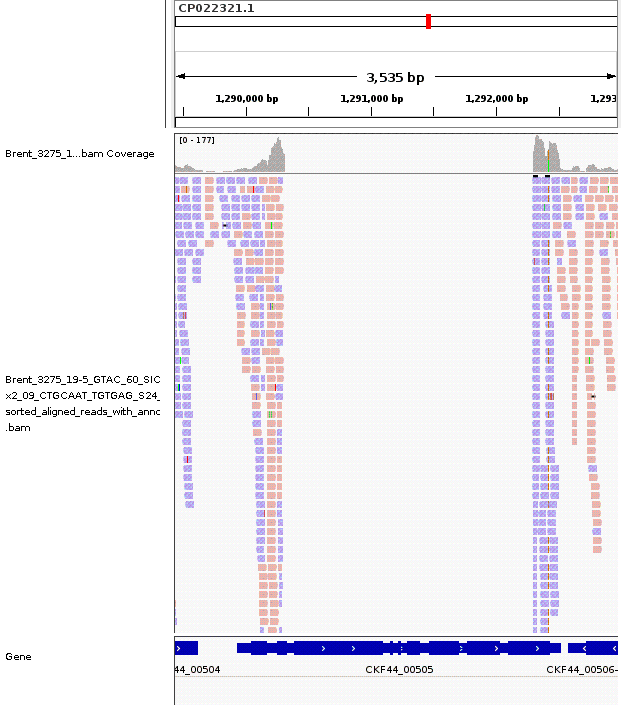 CP022321.1
3,535 bp
1,290,000 bp 1,291,000 bp 1,292,000 bp 1,293
[0 - 177]
Brent_3275_1...bam Coverage
Brent_3275_19-5_GTAC_60_SIC
x2_09_CTGCAAT_TGTGAG_S24_
sorted_aligned_reads_with_annc
.bam
Gene
44_00504 CKF44_00505 CKF44_00506-